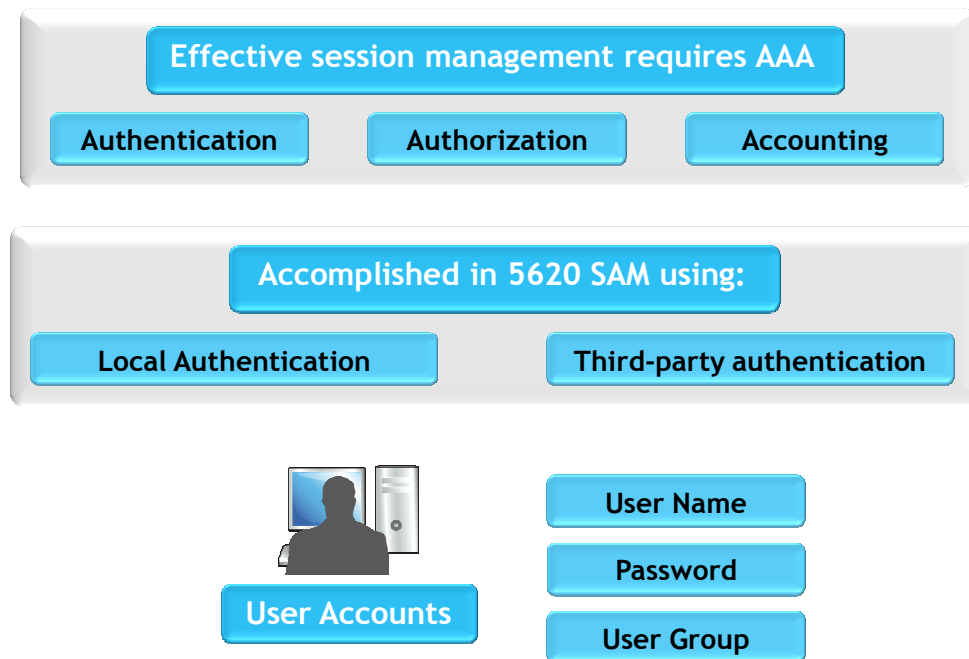 Effective session management requires AAA
Authentication
Authorization
Accounting
Accomplished in 5620 SAM using:
Local Authentication
Third-party authentication
User Name
Password
User Accounts
User Group